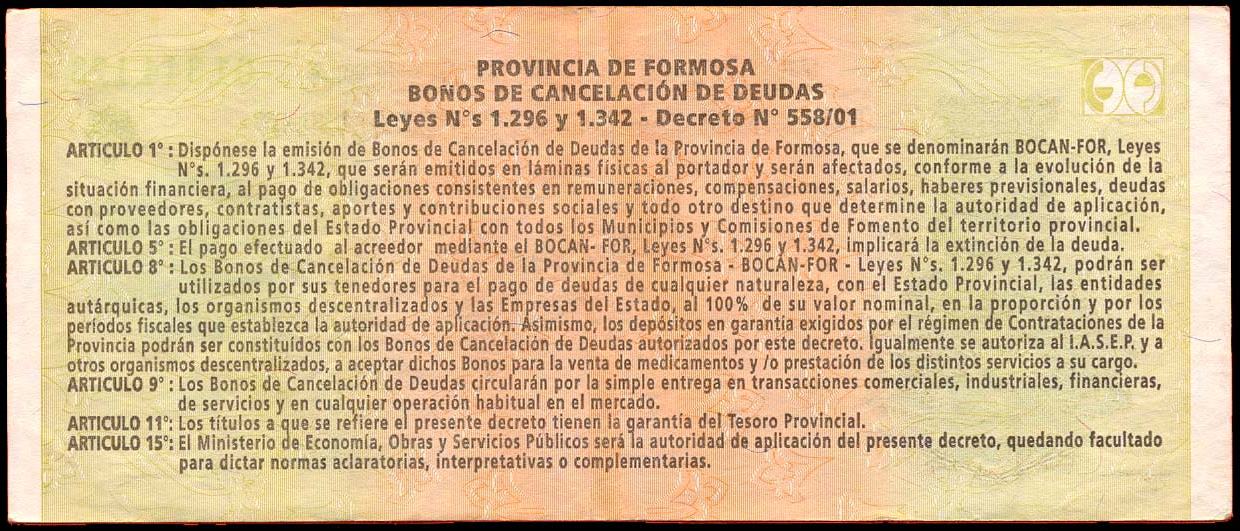 PROVINCIA DE FORMOSA
BONOS DE CANCELACIÓN DE DEUDAS
Leyes N°s 1.296 y 1.342 - Decreto N° 558/01
ARTICULO 1° : Dispónese la emisión de Bonos de Cancelación de Deudas de la Provincia de Formosa, que se denominarán BOCAN-FOR, Leyes
N°s. 1.296 y 1.342, que serán emitidos en láminas físicas al portador y serán afectados, conforme a la evolución de la
situación financiera, al pago de obligaciones consistentes en remuneraciones, compensaciones, salarios, haberes previsionales, deudas
con proveedores, contratistas, aportes y contribuciones sociales y todo otro destino que determine la autoridad de aplicación,
así como las obligaciones del Estado Provincial con todos los Municipios y Comisiones de Fomento del territorio provincial.
ARTICULO 5° : El pago efectuado al acreedor mediante el BOCAN- FOR, Leyes N°s. 1.296 y 1.342, implicará la extinción de la deuda.
ARTICULO 8° : Los Bonos de Cancelación de Deudas de la Provincia de Formosa - BOCAN-FOR - Leyes N°s. 1.296 y 1.342, podrán ser
utilizados por sus tenedores para el pago de deudas de cualquier naturaleza, con el Estado Provincial, las entidades
autárquicas, los organismos descentralizados y las Empresas del Estado, al 100% de su valor nominal, en la proporción y por los
períodos fiscales que establezca la autoridad de aplicación. Asimismo, los depósitos en garantía exigidos por el régimen de Contrataciones de la
Provincia podrán ser constituídos con los Bonos de Cancelación de Deudas autorizados por este decreto. Igualmente se autoriza al I.A.SE.P. y a
otros organismos descentralizados, a aceptar dichos Bonos para la venta de medicamentos y /o prestación de los distintos servicios a su cargo.
ARTICULO 9° : Los Bonos de Cancelación de Deudas circularán por la simple entrega en transacciones comerciales, industriales, financieras,
de servicios y en cualquier operación habitual en el mercado.
ARTICULO 11°: Los títulos a que se refiere el presente decreto tienen la garantía del Tesoro Provincial.
ARTICULO 15°: El Ministerio de Economía, Obras y Servicios Públicos será la autoridad de aplicación del presente decreto, quedando facultado
para dictar normas aclaratorias, interpretativas o complementarias.